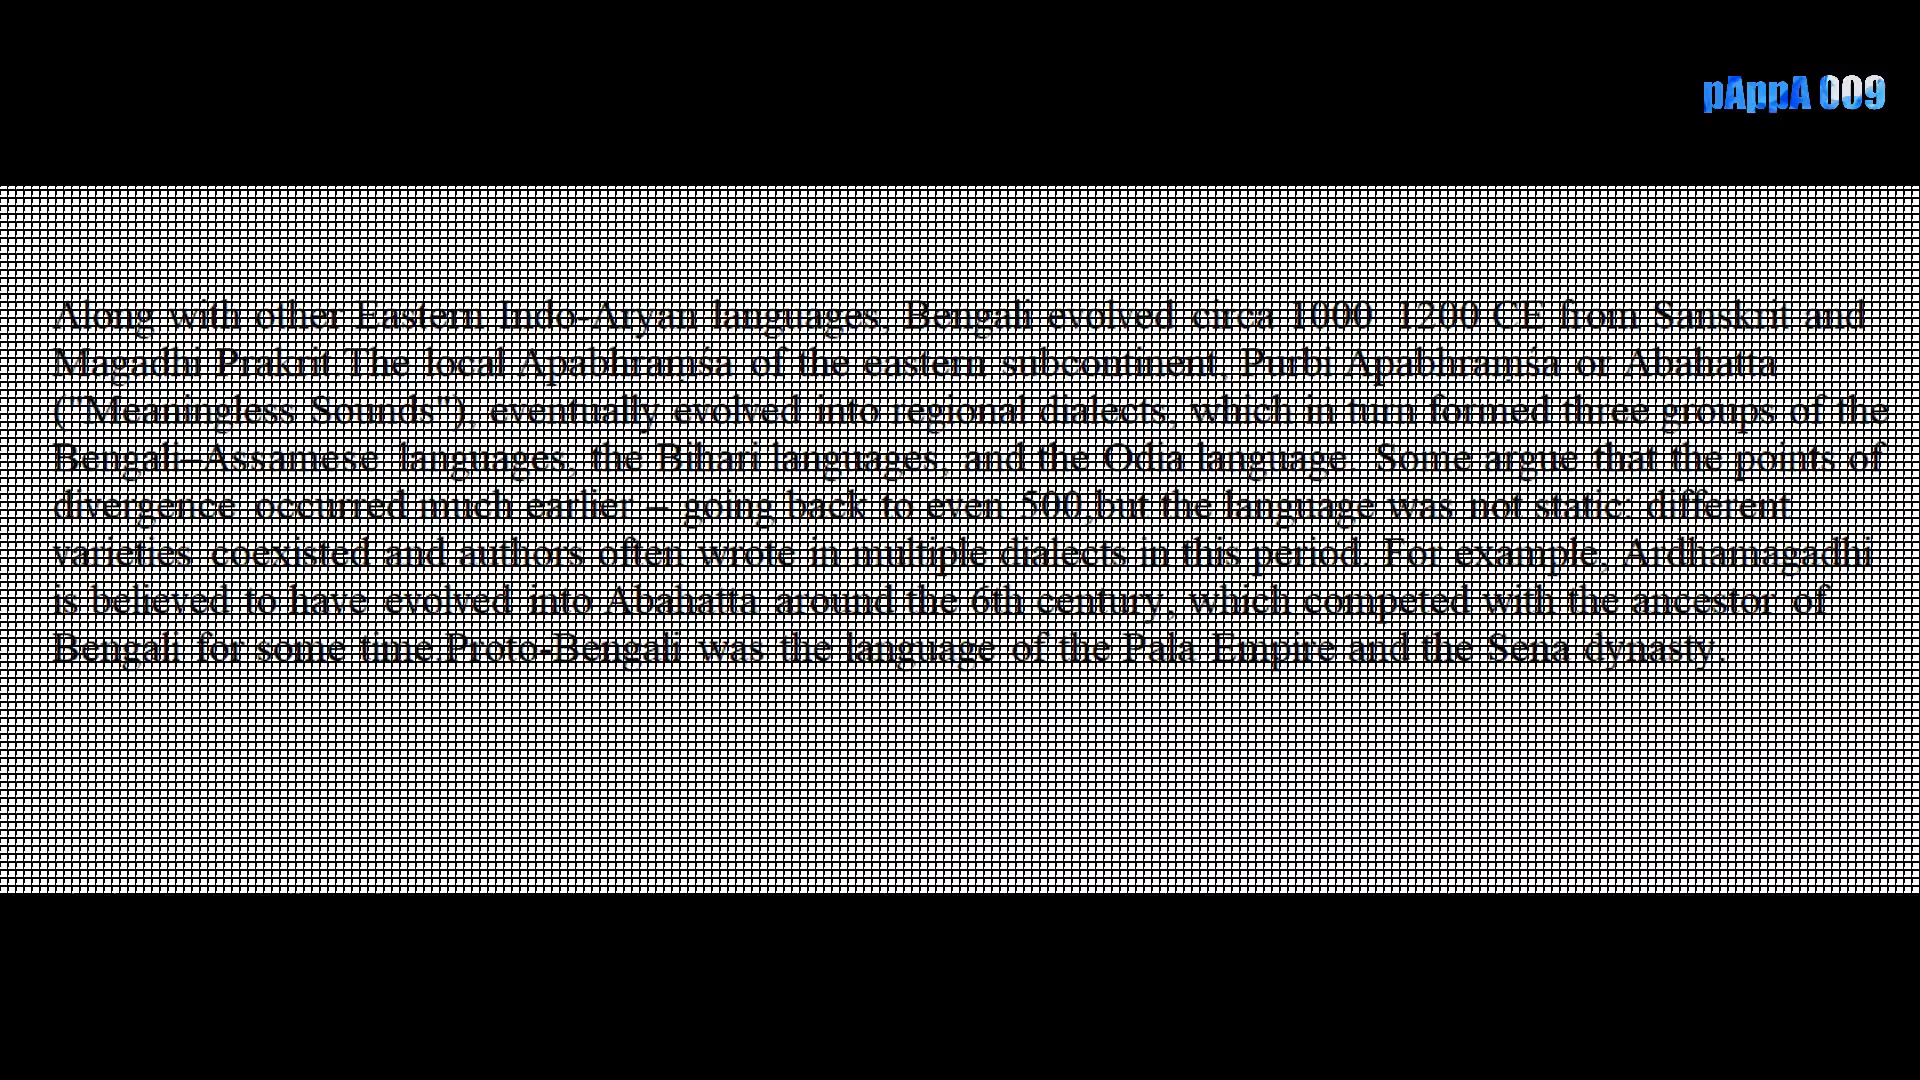 pAppA 009
Along with other Eastern Indo-Aryan languages, Bengali evolved circa 1000–1200 CE from Sanskrit and
Magadhi Prakrit.The local Apabhraṃśa of the eastern subcontinent, Purbi Apabhraṃśa or Abahatta
("Meaningless Sounds"), eventually evolved into regional dialects, which in turn formed three groups of the
Bengali–Assamese languages, the Bihari languages, and the Odia language. Some argue that the points of
divergence occurred much earlier – going back to even 500,but the language was not static: different
varieties coexisted and authors often wrote in multiple dialects in this period. For example, Ardhamagadhi
is believed to have evolved into Abahatta around the 6th century, which competed with the ancestor of
Bengali for some time.Proto-Bengali was the language of the Pala Empire and the Sena dynasty.